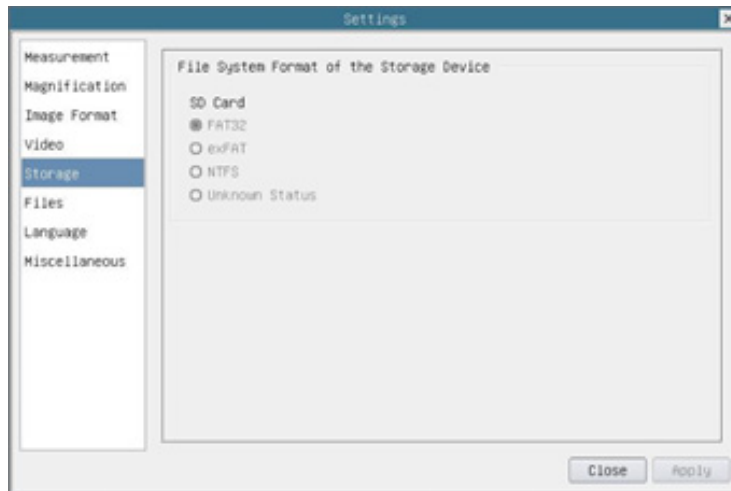 Settings
Measurement
Magnification
Image Format
Video
Storage
Files
Language
Miscellaneous
File System Format of the Storage Device
SD Card
FAT32
exFAT
NTFS
Unknown Status
Close
Apply